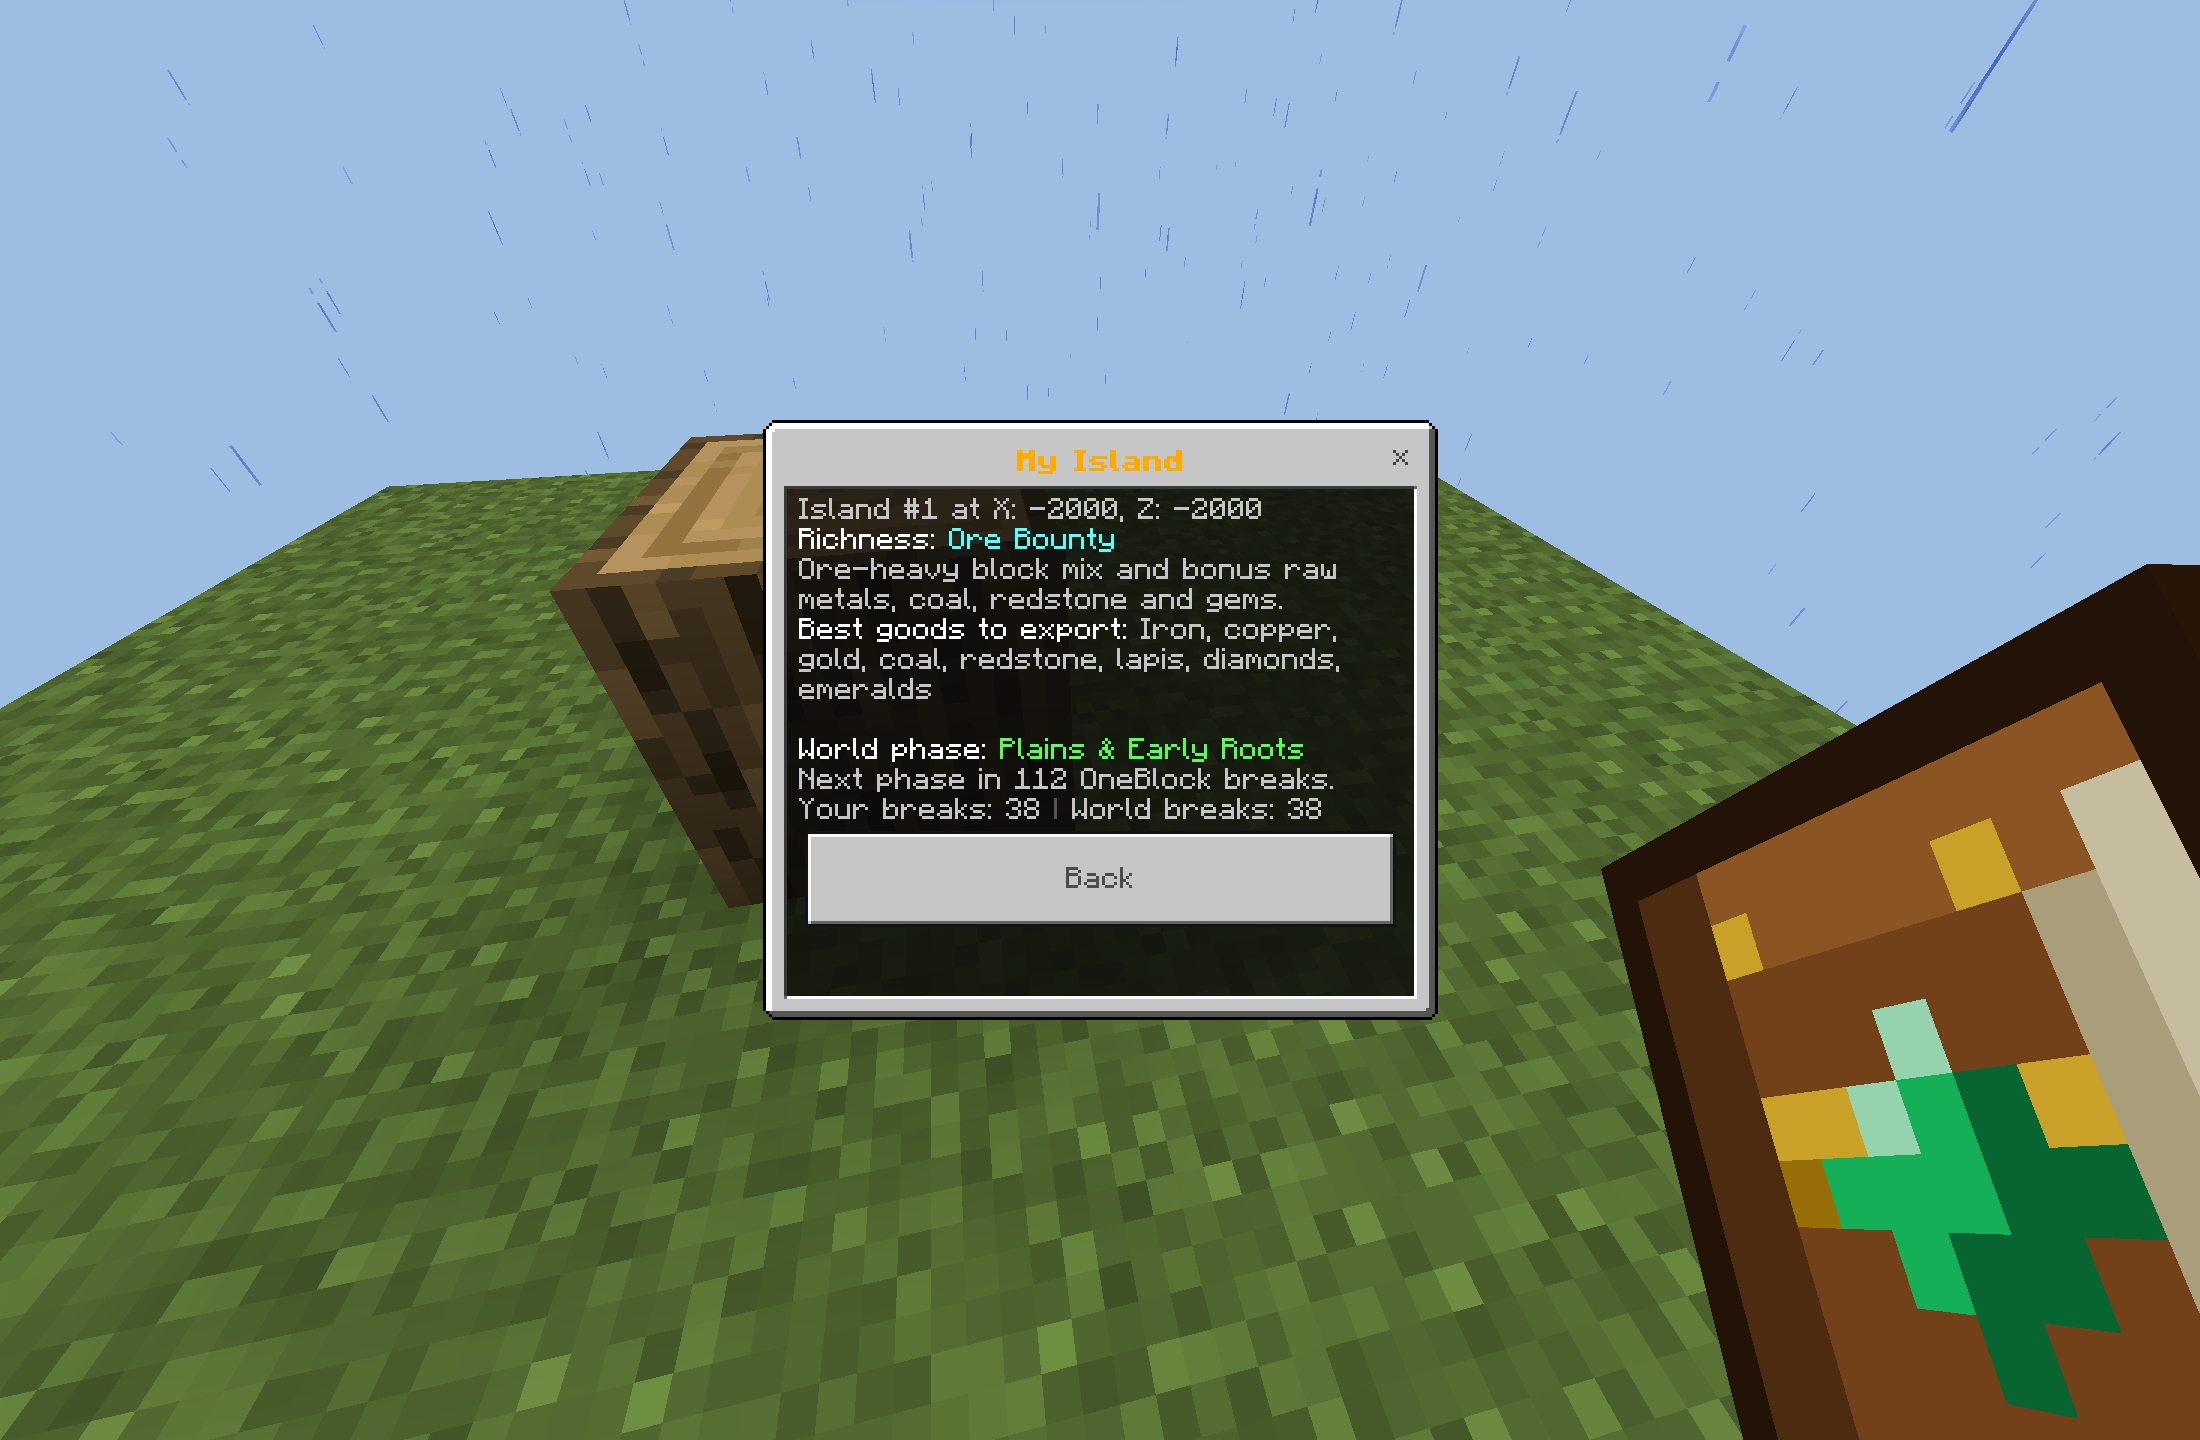 My Island
Island #1 at X: -2000, Z: -2000
Richness: Ore Bounty
Ore-heavy block mix and bonus raw
metals, coal, redstone and gems.
Best goods to export: Iron, copper,
gold, coal, redstone, lapis, diamonds,
emeralds
World phase: Plains & Early Roots
Next phase in 112 OneBlock breaks.
Your breaks: 38 | World breaks: 38
Back